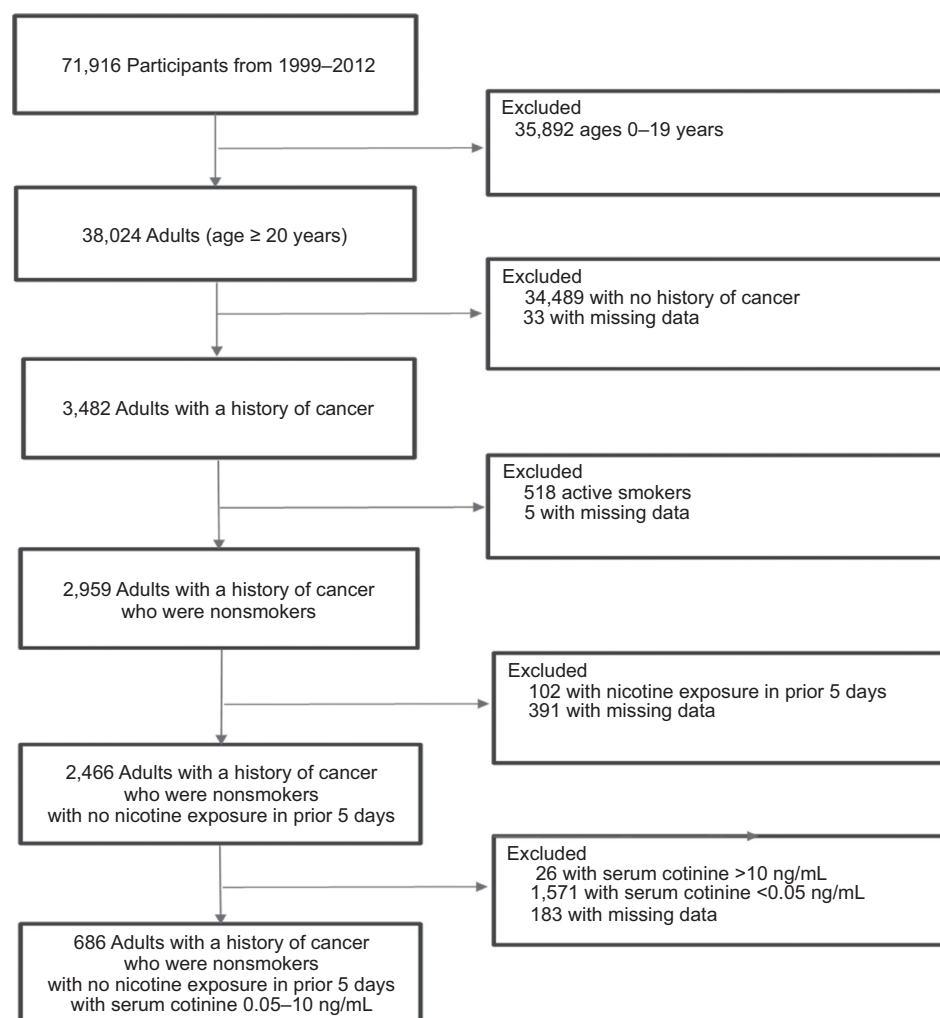 71,916 Participants from 1999–2012
Excluded
35,892 ages 0–19 years
38,024 Adults (age ≥ 20 years)
Excluded
34,489 with no history of cancer
33 with missing data
3,482 Adults with a history of cancer
Excluded
518 active smokers
5 with missing data
2,959 Adults with a history of cancer
who were nonsmokers
Excluded
102 with nicotine exposure in prior 5 days
391 with missing data
2,466 Adults with a history of cancer
who were nonsmokers
with no nicotine exposure in prior 5 days
Excluded
26 with serum cotinine >10 ng/mL
1,571 with serum cotinine <0.05 ng/mL
183 with missing data
686 Adults with a history of cancer
who were nonsmokers
with no nicotine exposure in prior 5 days
with serum cotinine 0.05–10 ng/mL